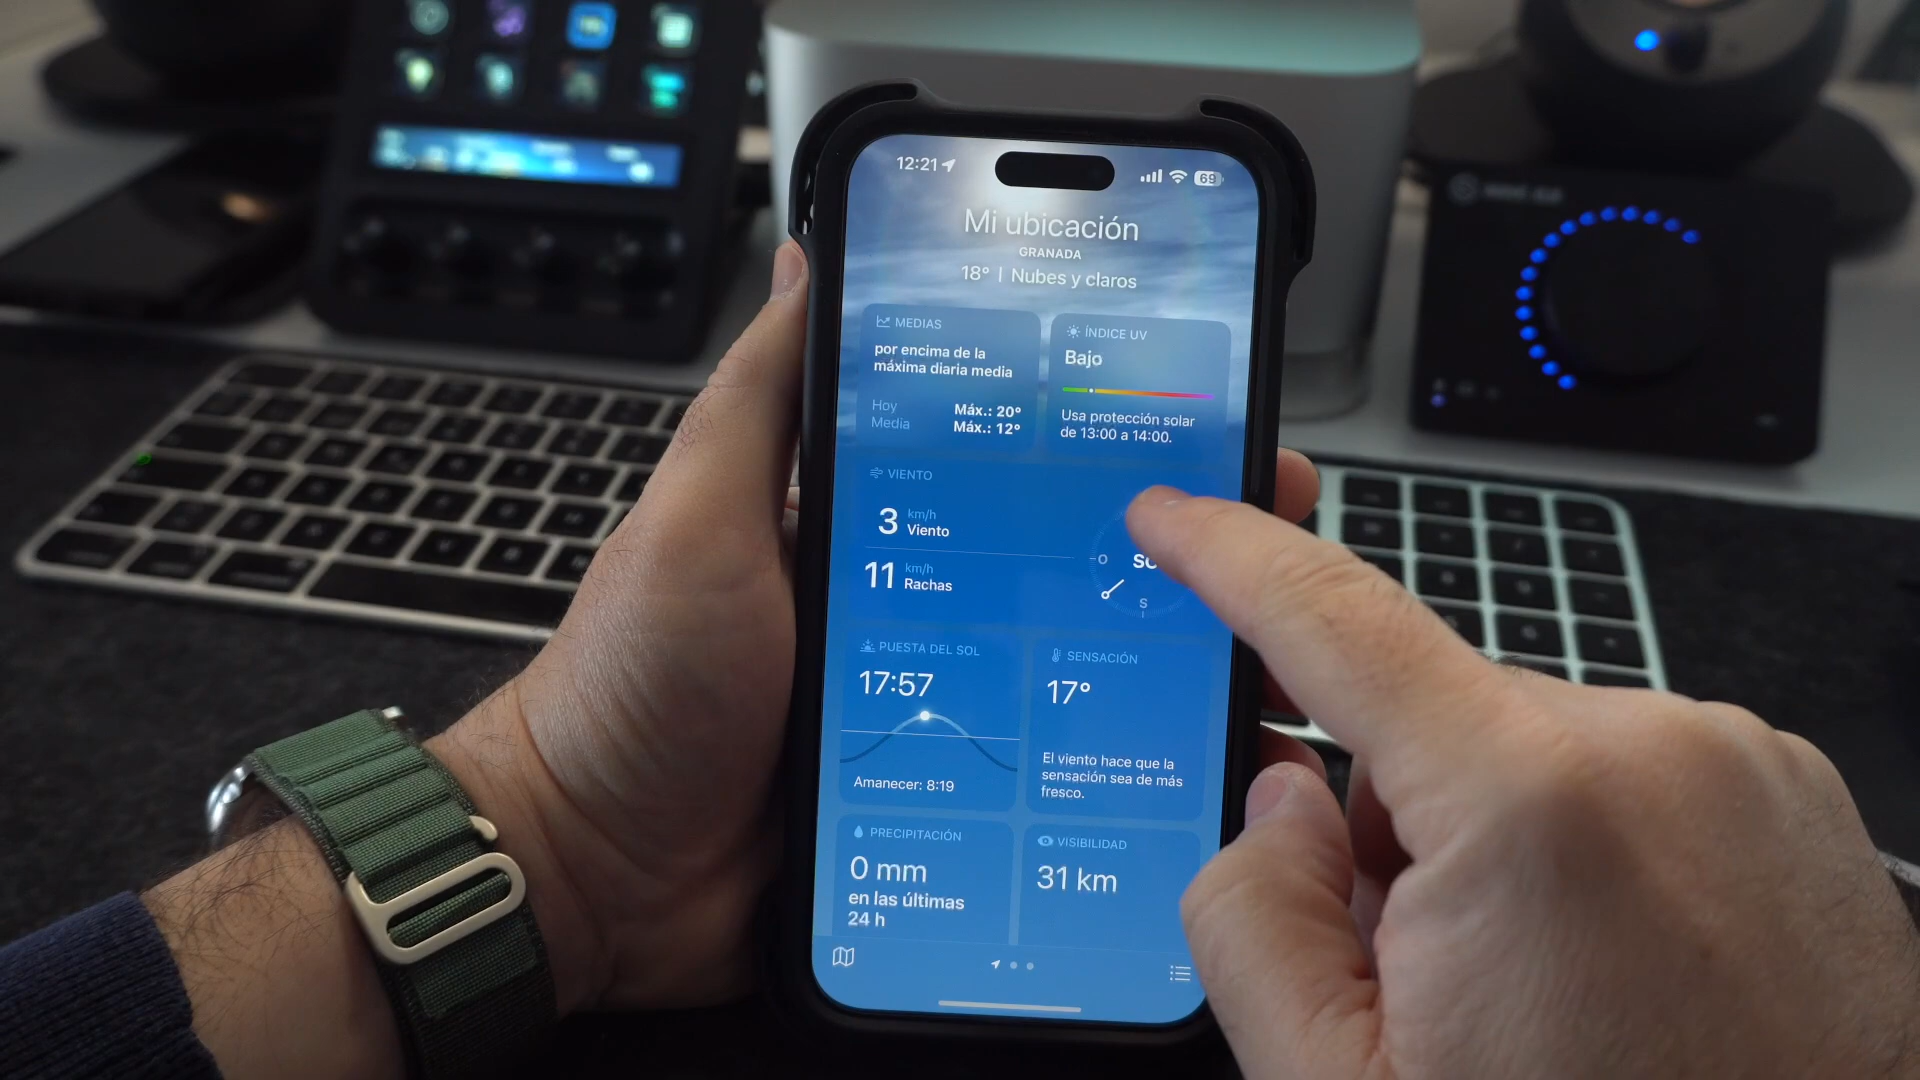 12:21
69
Mi ubicación
GRANADA
18° | Nubes y claros
MEDIAS
por encima de la
máxima diaria media
Hoy Máx.: 20°
Media Máx.: 12°
ÍNDICE UV
Bajo
Usa protección solar
de 13:00 a 14:00.
VIENTO
3 km/h
Viento
11 km/h
Rachas
O
S
PUESTA DEL SOL
17:57
Amanecer: 8:19
SENSACIÓN
17°
El viento hace que la
sensación sea de más
fresco.
PRECIPITACIÓN
0 mm
en las últimas
24 h
VISIBILIDAD
31 km